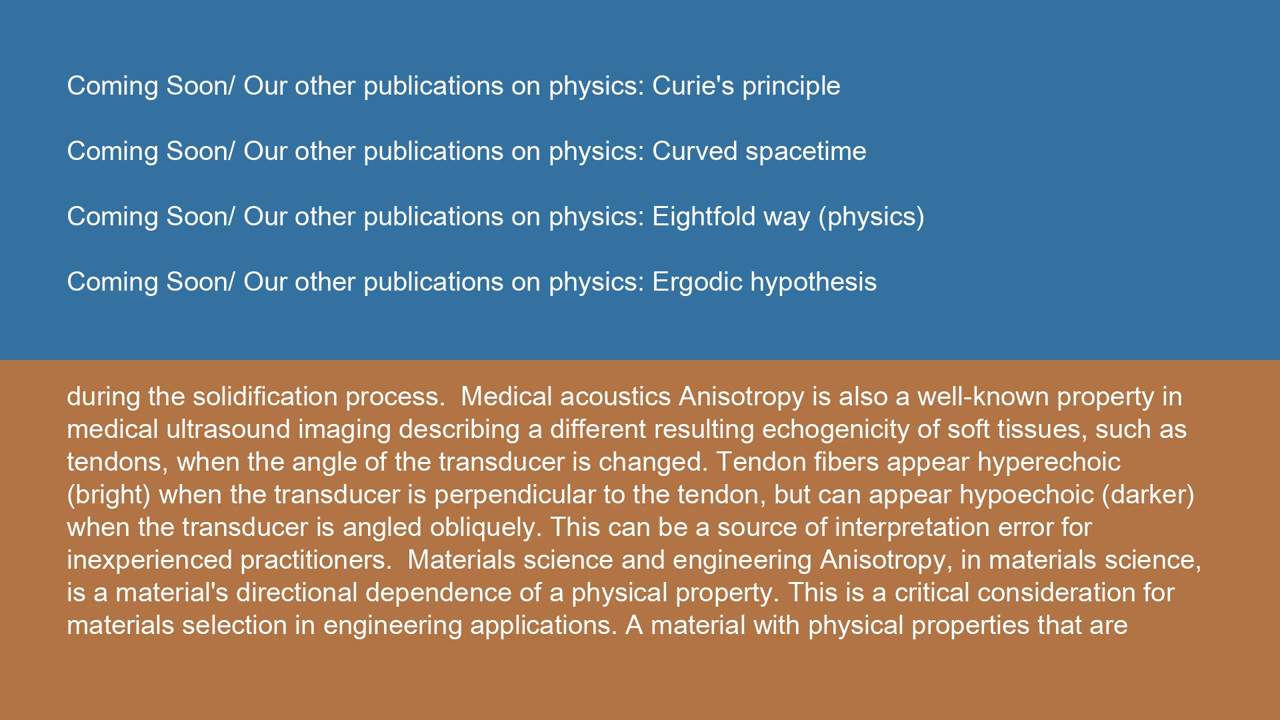 Coming Soon/ Our other publications on physics: Curie's principle
Coming Soon/ Our other publications on physics: Curved spacetime
Coming Soon/ Our other publications on physics: Eightfold way (physics)
Coming Soon/ Our other publications on physics: Ergodic hypothesis
during the solidification process.  Medical acoustics Anisotropy is also a well-known property in
medical ultrasound imaging describing a different resulting echogenicity of soft tissues, such as
tendons, when the angle of the transducer is changed. Tendon fibers appear hyperechoic
(bright) when the transducer is perpendicular to the tendon, but can appear hypoechoic (darker)
when the transducer is angled obliquely. This can be a source of interpretation error for
inexperienced practitioners.  Materials science and engineering Anisotropy, in materials science,
is a material's directional dependence of a physical property. This is a critical consideration for
materials selection in engineering applications. A material with physical properties that are